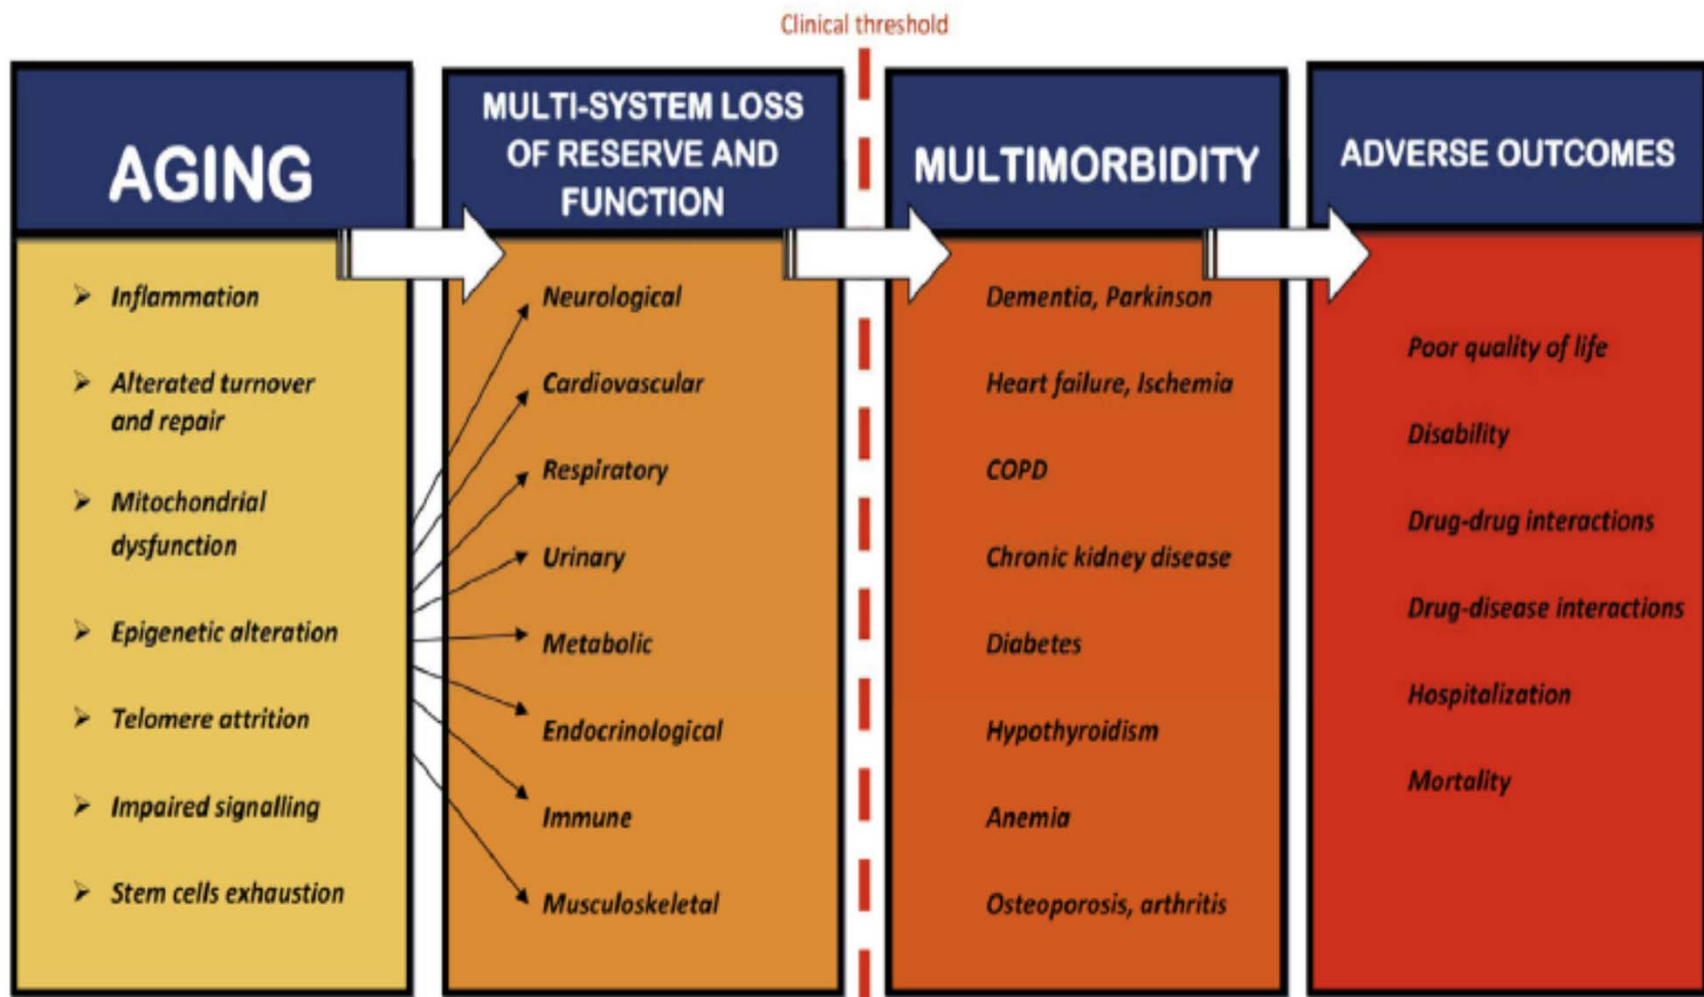 Clinical threshold
AGING
Inflammation
Alterated turnover
and repair
Mitochondrial
dysfunction
Epigenetic alteration
Telomere attrition
Impaired signalling
Stem cells exhaustion
MULTI-SYSTEM LOSS
OF RESERVE AND
FUNCTION
Neurological
Cardiovascular
Respiratory
Urinary
Metabolic
Endocrinological
Immune
Musculoskeletal
MULTIMORBIDITY
Dementia, Parkinson
Heart failure, Ischemia
COPD
Chronic kidney disease
Diabetes
Hypothyroidism
Anemia
Osteoporosis, arthritis
ADVERSE OUTCOMES
Poor quality of life
Disability
Drug-drug interactions
Drug-disease interactions
Hospitalization
Mortality